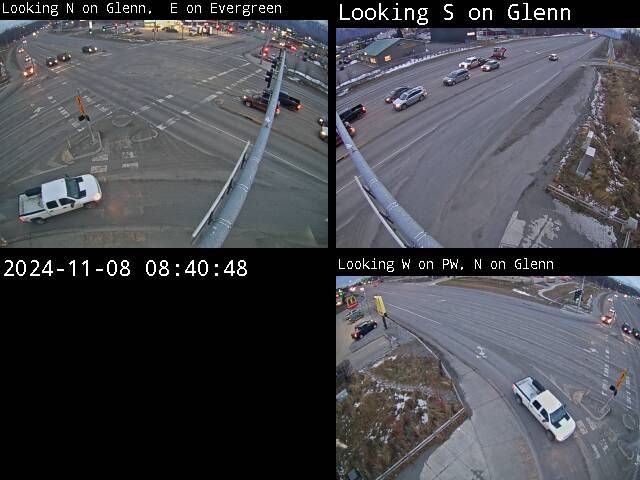 Looking N on Glenn,  E on Evergreen
Looking S on Glenn
2024-11-08 08:40:48
Looking W on PW, N on Glenn